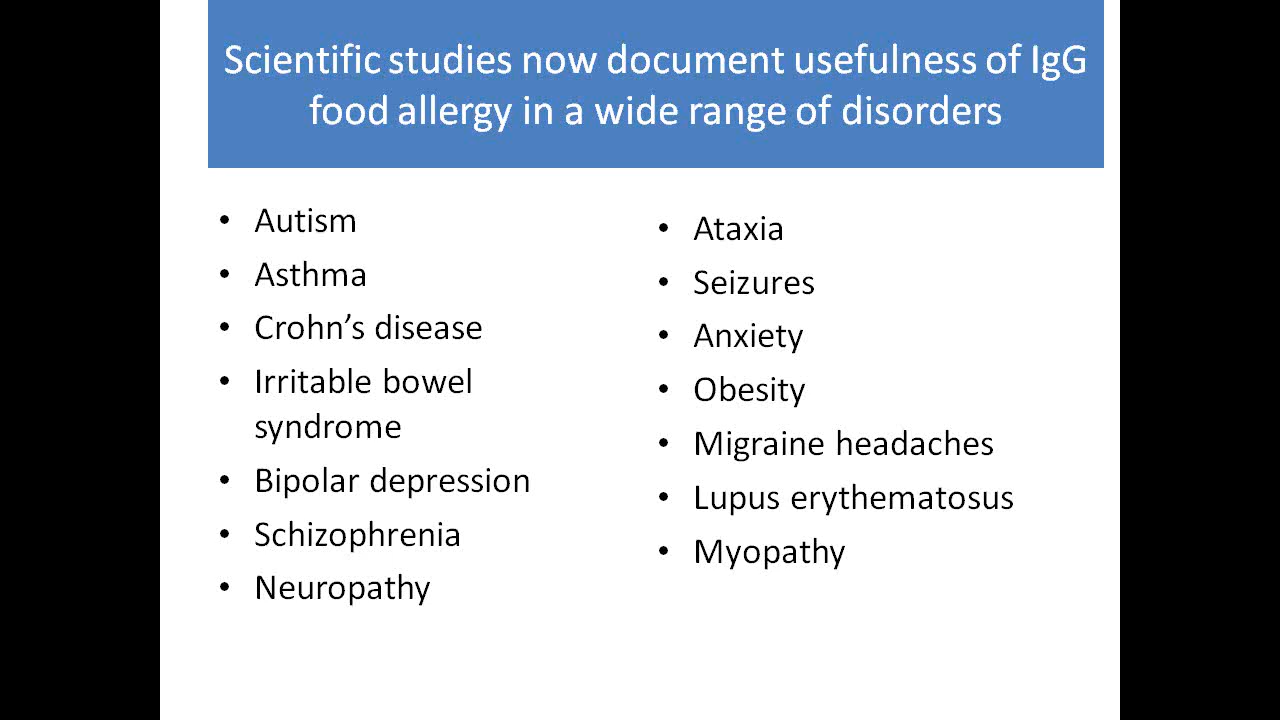 Scientific studies now document usefulness of IgG
food allergy in a wide range of disorders
• Autism
• Asthma
• Crohn’s disease
• Irritable bowel
syndrome
• Bipolar depression
• Schizophrenia
• Neuropathy
• Ataxia
• Seizures
• Anxiety
• Obesity
• Migraine headaches
• Lupus erythematosus
• Myopathy